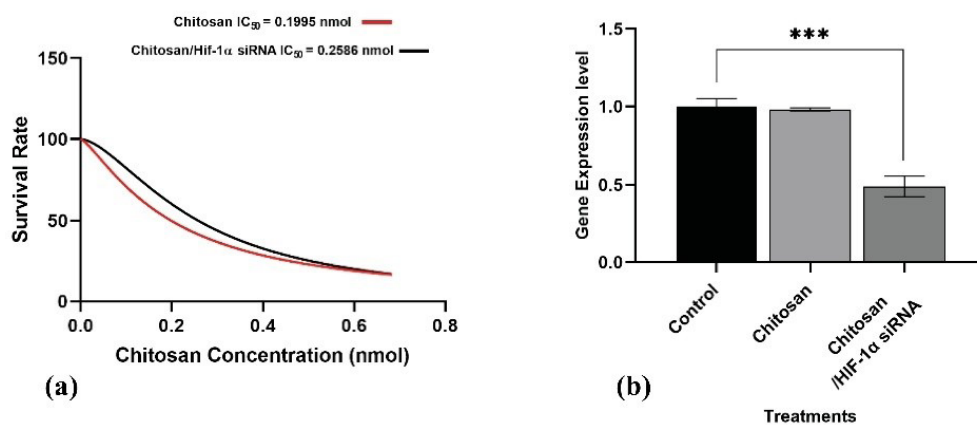 Chitosan IC50 = 0.1995 nmol
Chitosan/Hif-1α siRNA IC50 = 0.2586 nmol
150
100
50
0
Survival Rate
0.0
0.2
0.4
0.6
0.8
Chitosan Concentration (nmol)
(a)
***
1.5
1.0
0.5
0.0
Gene Expression level
Control
Chitosan
Chitosan
/HIF-1α siRNA
Treatments
(b)